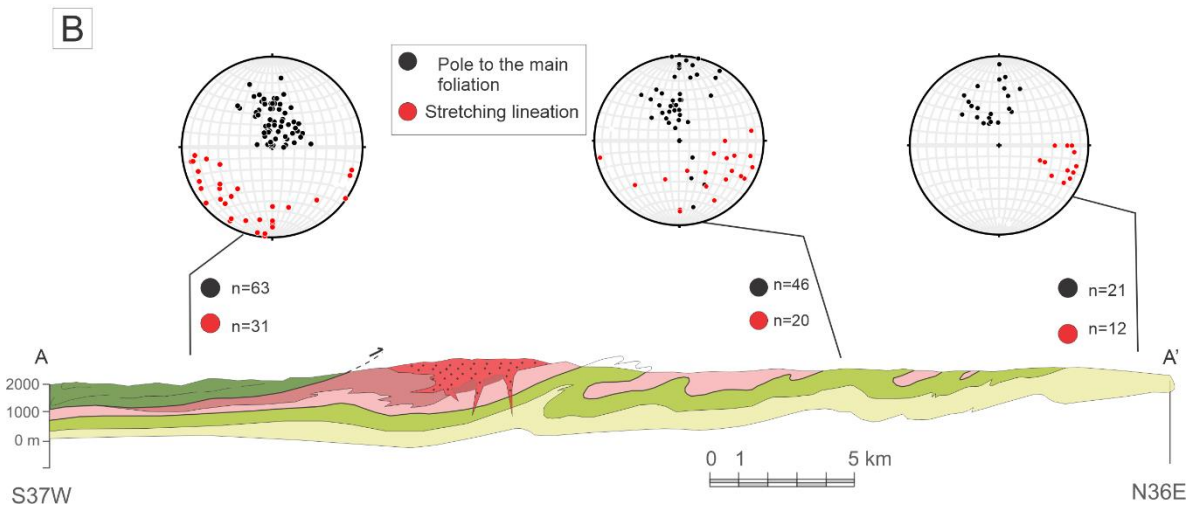 B
Pole to the main
foliation
Stretching lineation
n=63
n=31
n=46
n=20
n=21
n=12
A
A'
2000
1000
0 m
0 1 5 km
S37W
N36E